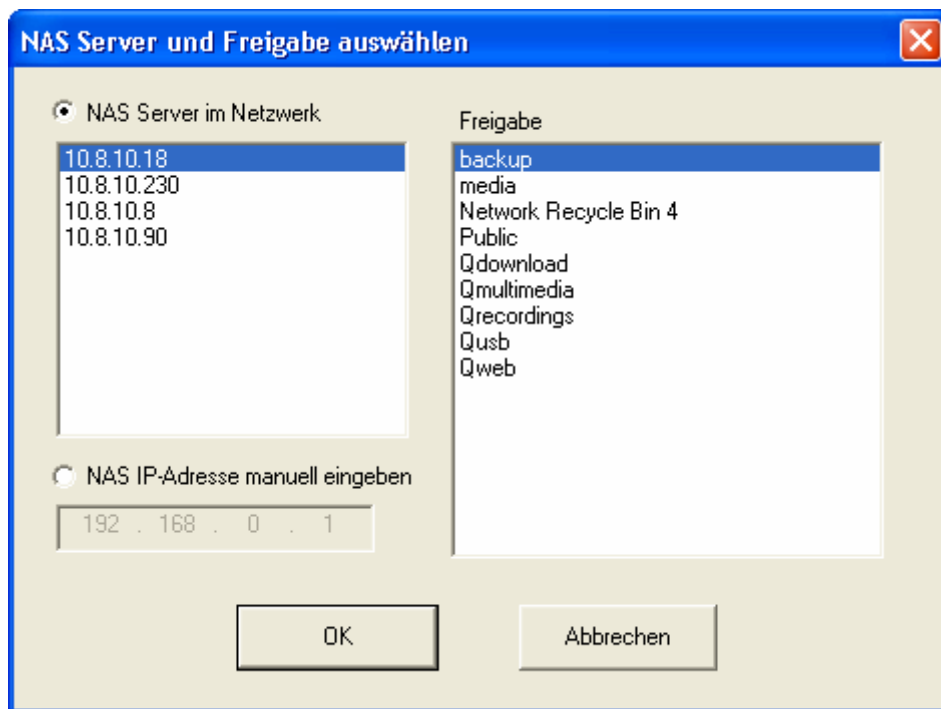 NAS Server und Freigabe auswählen
NAS Server im Netzwerk
10.8.10.18
10.8.10.230
10.8.10.8
10.8.10.90
NAS IP-Adresse manuell eingeben
192 . 168 . 0 . 1
Freigabe
backup
media
Network Recycle Bin 4
Public
Qdownload
Qmultimedia
Qrecordings
Qusb
Qweb
OK
Abbrechen